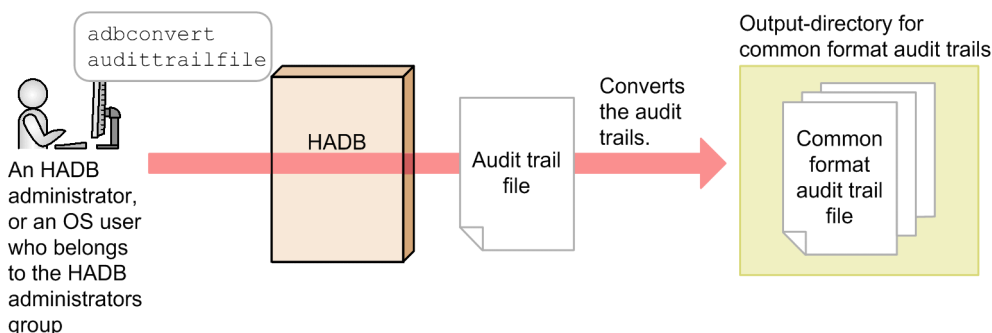 adbconvert
audittrailfile
An HADB
administrator,
or an OS user
who belongs
to the HADB
administrators
group
HADB
Audit trail
file
Converts
the audit
trails.
Output-directory for
common format audit trails
Common
format
audit trail
file